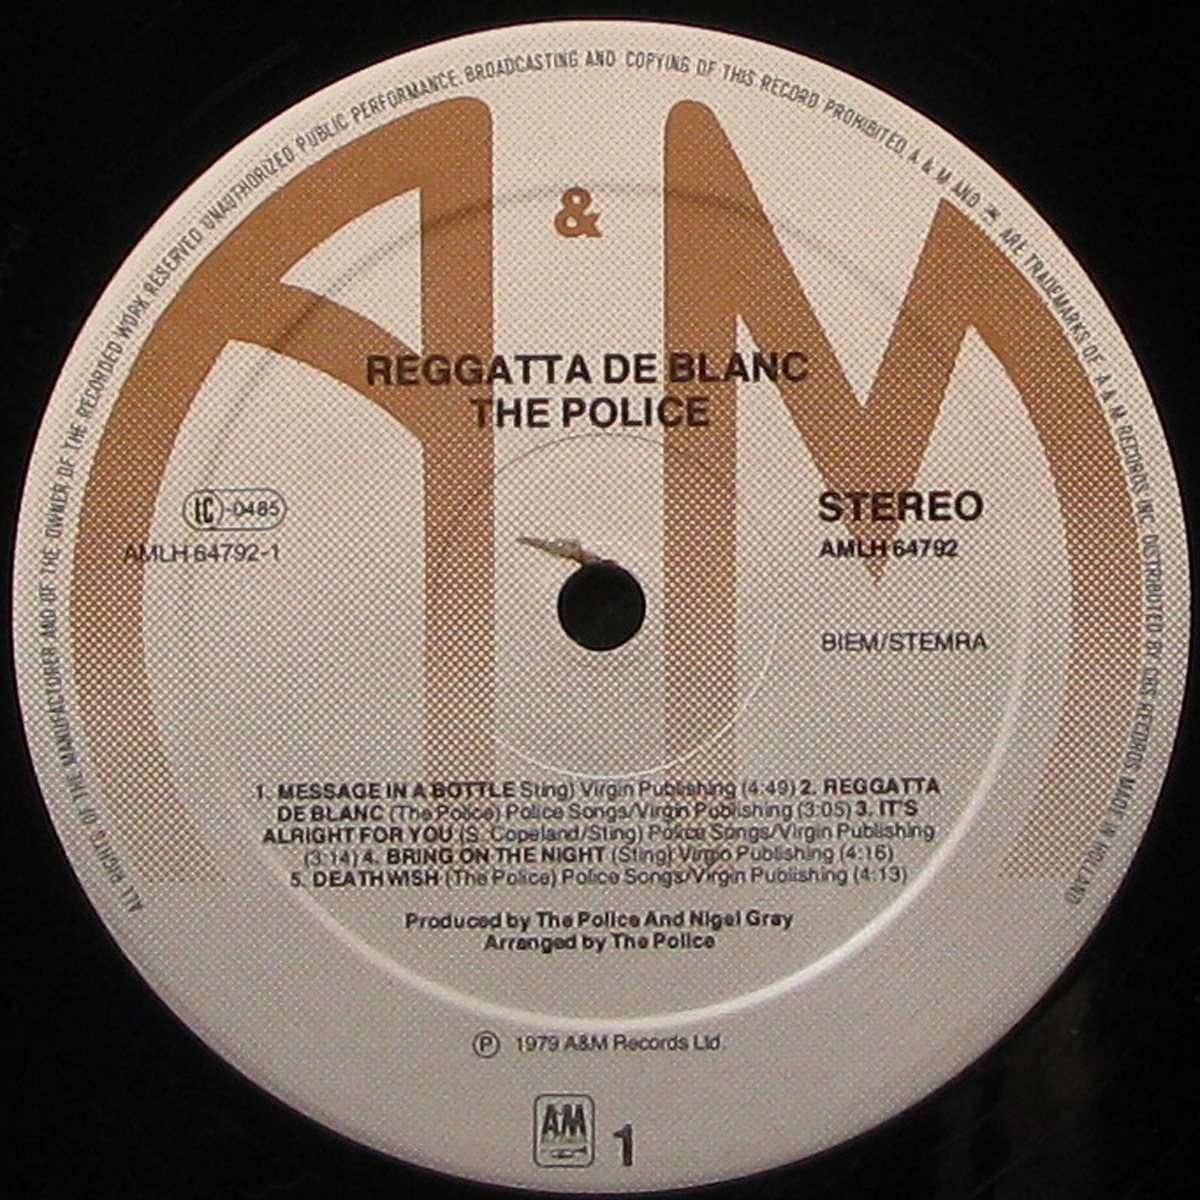 ALL RIGHTS OF THE MANUFACTURER AND OF THE OWNER OF THE RECORDED WORK RESERVED UNAUTHORIZED PUBLIC PERFORMANCE, BROADCASTING AND COPYING OF THIS RECORD PROHIBITED A & M AND ARE TRADEMARKS OF A & M RECORDS INC. DISTRIBUTED BY CBS RECORDS MADE IN HOLLAND
A & M
REGGATTA DE BLANC
THE POLICE
LC-0485
AMLH 64792-1
STEREO
AMLH 64792
BIEM/STEMRA
1. MESSAGE IN A BOTTLE Sting) Virgin Publishing (4:49) 2. REGGATTA
DE BLANC (The Police) Police Songs/Virgin Publishing (3:05) 3. IT'S
ALRIGHT FOR YOU (S. Copeland/Sting) Police Songs/Virgin Publishing
(3:14) 4. BRING ON THE NIGHT (Sting) Virgin Publishing (4:16)
5. DEATHWISH (The Police) Police Songs/Virgin Publishing (4:13)
Produced by The Police And Nigel Gray
Arranged by The Police
℗ 1979 A&M Records Ltd.
A&M 1